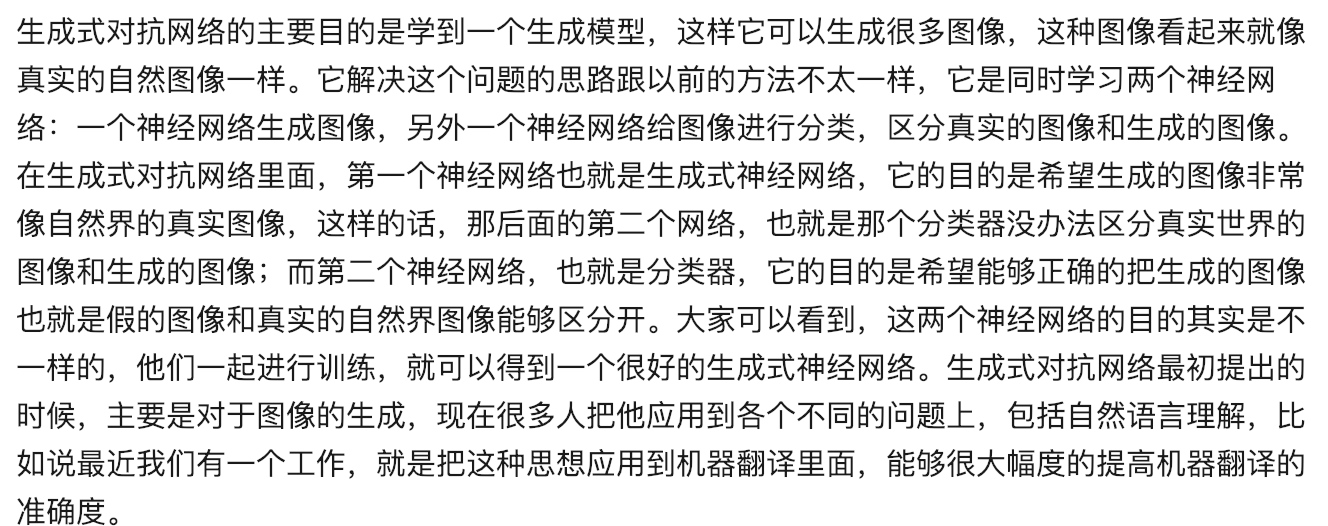 生成式对抗网络的主要目的是学到一个生成模型，这样它可以生成很多图像，这种图像看起来就像
真实的自然图像一样。它解决这个问题的思路跟以前的方法不太一样，它是同时学习两个神经网
络：一个神经网络生成图像，另外一个神经网络给图像进行分类，区分真实的图像和生成的图像。
在生成式对抗网络里面，第一个神经网络也就是生成式神经网络，它的目的是希望生成的图像非常
像自然界的真实图像，这样的话，那后面的第二个网络，也就是那个分类器没办法区分真实世界的
图像和生成的图像；而第二个神经网络，也就是分类器，它的目的是希望能够正确的把生成的图像
也就是假的图像和真实的自然界图像能够区分开。大家可以看到，这两个神经网络的目的其实是不
一样的，他们一起进行训练，就可以得到一个很好的生成式神经网络。生成式对抗网络最初提出的
时候，主要是对于图像的生成，现在很多人把他应用到各个不同的问题上，包括自然语言理解，比
如说最近我们有一个工作，就是把这种思想应用到机器翻译里面，能够很大幅度的提高机器翻译的
准确度。